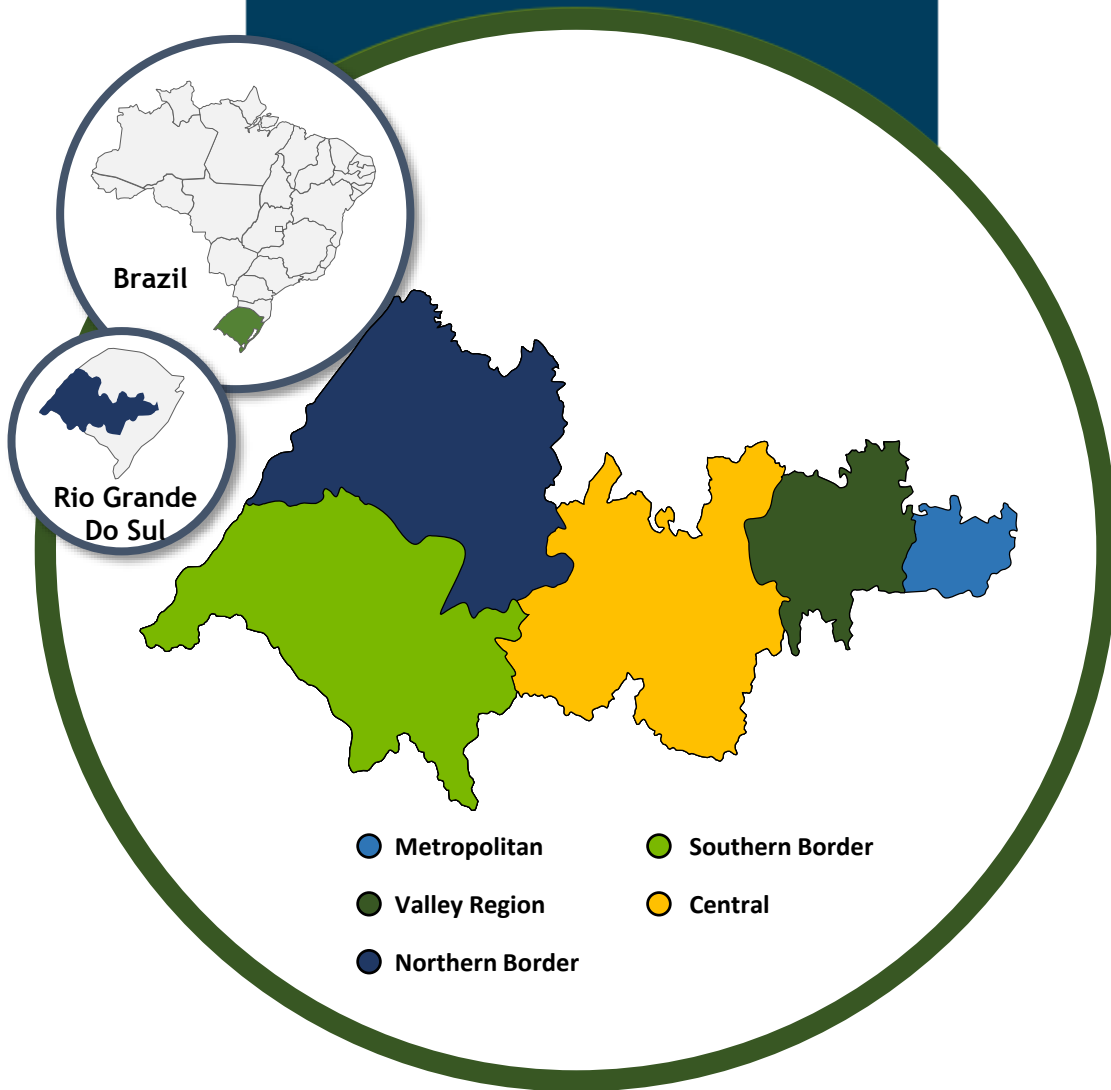 Brazil
Rio Grande
Do Sul
Metropolitan
Southern Border
Valley Region
Central
Northern Border